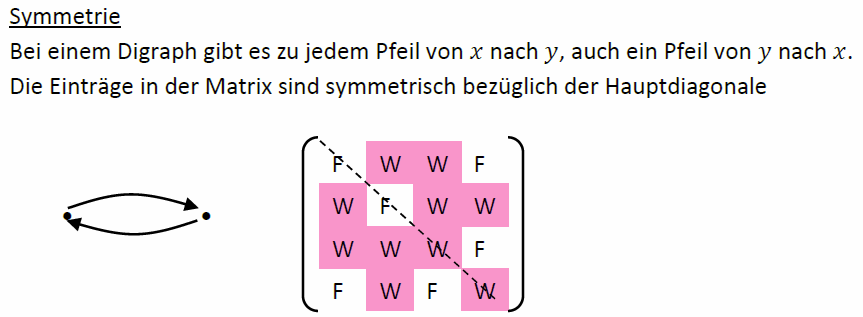 Symmetrie
Bei einem Digraph gibt es zu jedem Pfeil von x nach y, auch ein Pfeil von y nach x.
Die Einträge in der Matrix sind symmetrisch bezüglich der Hauptdiagonale
F W W F
W F W W
W W W F
F W F W